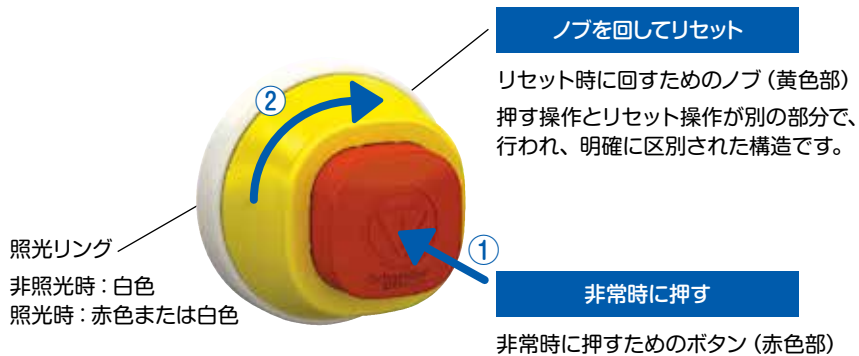 ノブを回してリセット
リセット時に回すためのノブ（黄色部）
押す操作とリセット操作が別の部分で、
行われ、明確に区別された構造です。
②
①
照光リング
非照光時：白色
照光時：赤色または白色
非常時に押す
非常時に押すためのボタン（赤色部）